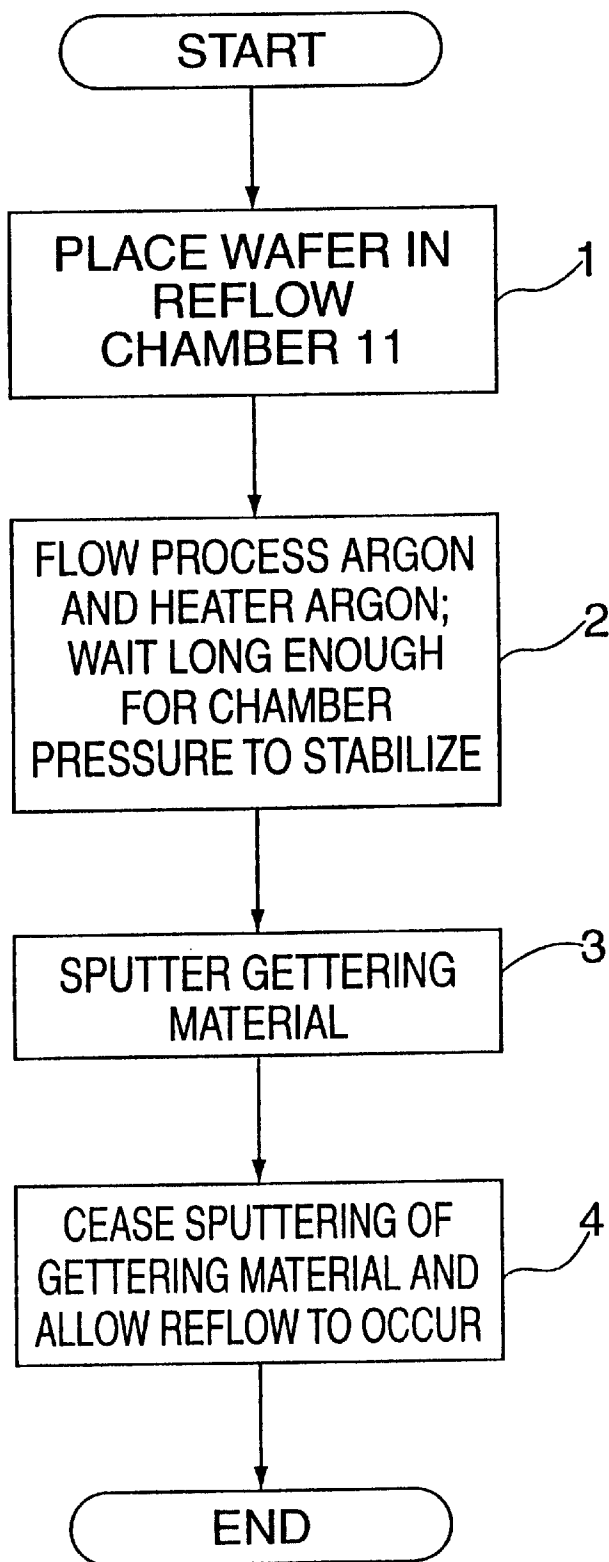 START
PLACE WAFER IN
REFLOW
CHAMBER 11
1
FLOW PROCESS ARGON
AND HEATER ARGON;
WAIT LONG ENOUGH
FOR CHAMBER
PRESSURE TO STABILIZE
2
SPUTTER GETTERING
MATERIAL
3
CEASE SPUTTERING OF
GETTERING MATERIAL AND
ALLOW REFLOW TO OCCUR
4
END